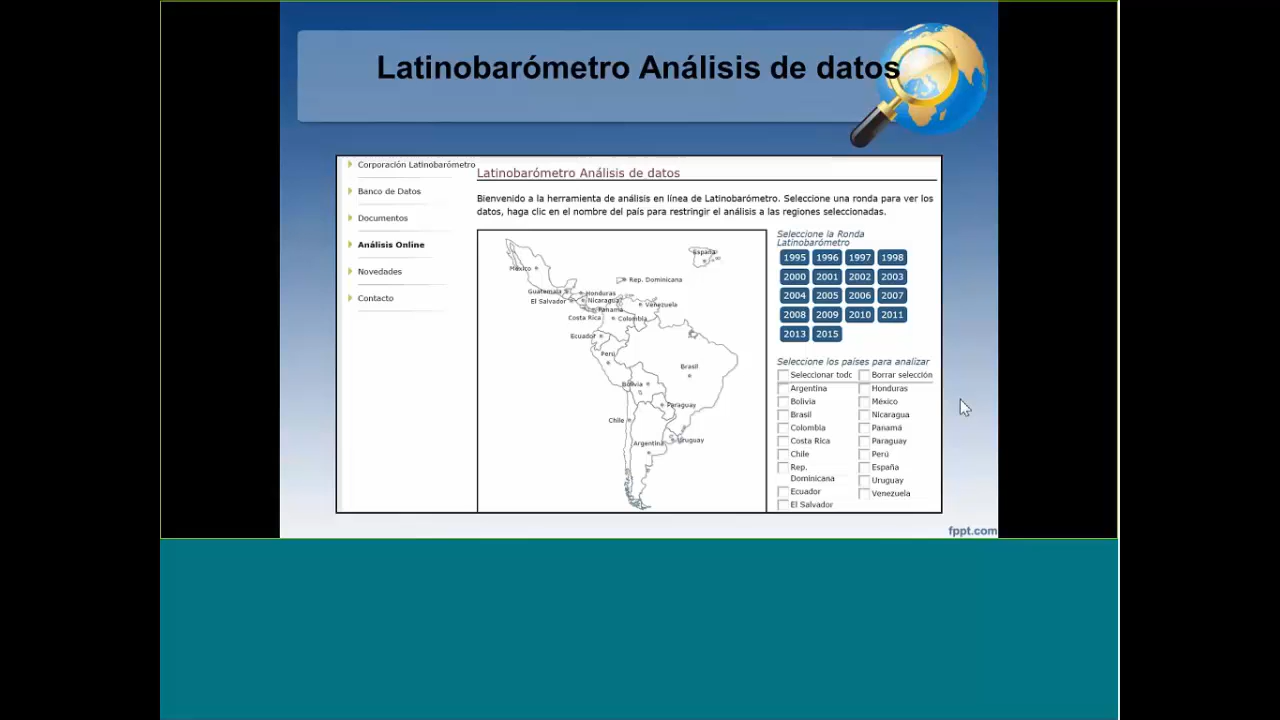 Latinobarómetro Análisis de datos
Corporación Latinobarómetro
Banco de Datos
Documentos
Análisis Online
Novedades
Contacto
Latinobarómetro Análisis de datos
Bienvenido a la herramienta de análisis en línea de Latinobarómetro. Seleccione una ronda para ver los
datos, haga clic en el nombre del país para restringir el análisis a las regiones seleccionadas.
México
España
Rep. Dominicana
Guatemala
Honduras
El Salvador
Nicaragua
Venezuela
Costa Rica
Panamá
Colombia
Ecuador
Perú
Brasil
Bolivia
Paraguay
Chile
Argentina
Uruguay
Seleccione la Ronda
Latinobarómetro
1995 1996 1997 1998
2000 2001 2002 2003
2004 2005 2006 2007
2008 2009 2010 2011
2013 2015
Seleccione los países para analizar
Seleccionar todc Borrar selección
Argentina Honduras
Bolivia México
Brasil Nicaragua
Colombia Panamá
Costa Rica Paraguay
Chile Perú
Rep. España
Dominicana Uruguay
Ecuador Venezuela
El Salvador
fppt.com